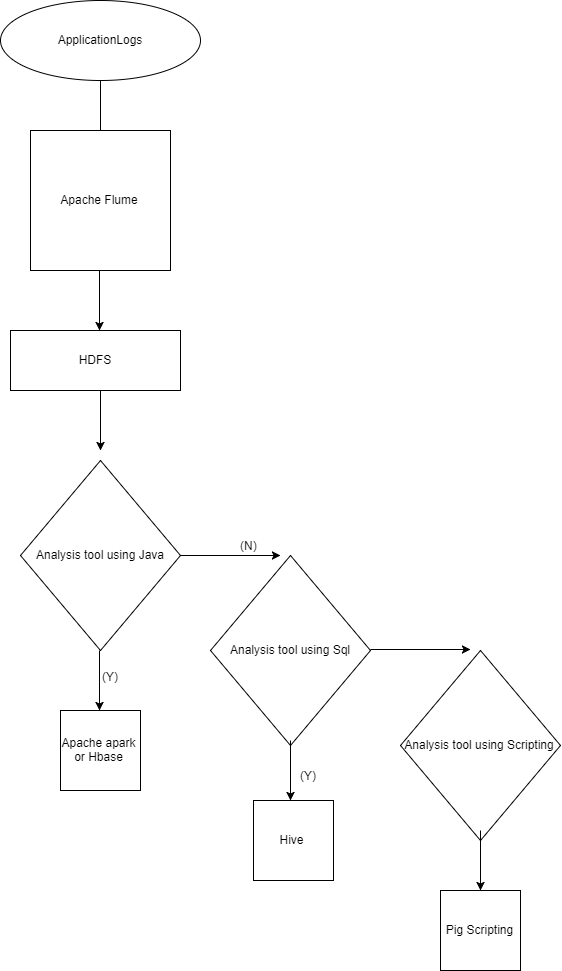 ApplicationLogs
Apache Flume
HDFS
Analysis tool using Java
(N)
Analysis tool using Sql
(Y)
Apache apark
or Hbase
Analysis tool using Scripting
(Y)
Hive
Pig Scripting